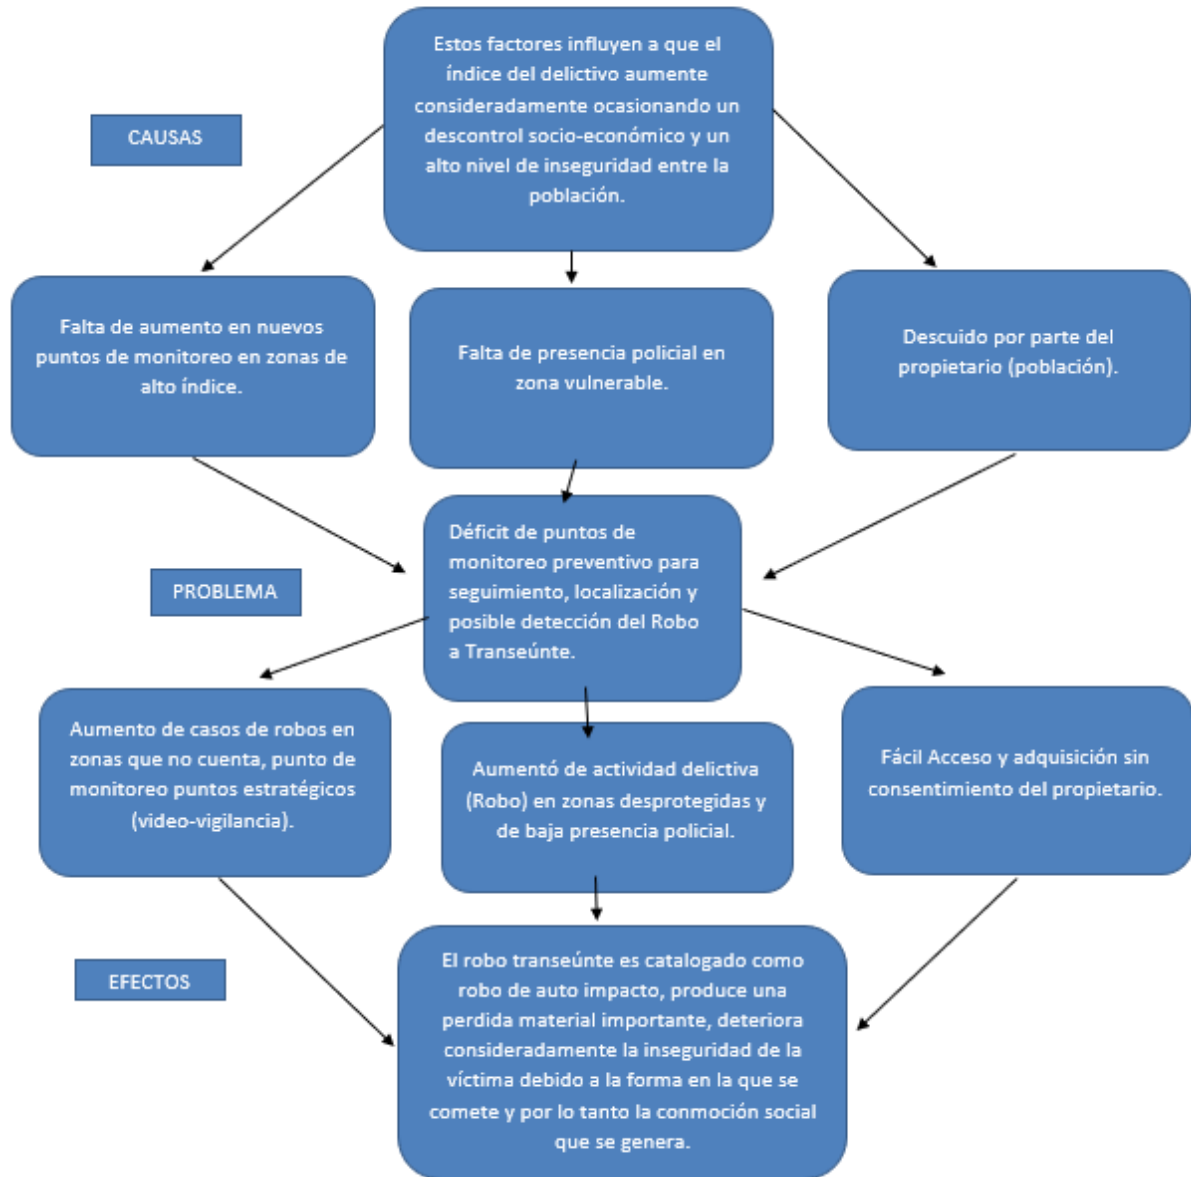 Estos factores influyen a que el
índice del delictivo aumente
consideradamente ocasionando un
descontrol socio-económico y un
alto nivel de inseguridad entre la
población.
CAUSAS
Falta de aumento en nuevos
puntos de monitoreo en zonas de
alto índice.
Falta de presencia policial en
zona vulnerable.
Descuido por parte del
propietario (población).
Déficit de puntos de
monitoreo preventivo para
seguimiento, localización y
posible detección del Robo
a Transeúnte.
PROBLEMA
Aumento de casos de robos en
zonas que no cuenta, punto de
monitoreo puntos estratégicos
(video-vigilancia).
Aumentó de actividad delictiva
(Robo) en zonas desprotegidas y
de baja presencia policial.
Fácil Acceso y adquisición sin
consentimiento del propietario.
EFECTOS
El robo transeúnte es catalogado como
robo de auto impacto, produce una
perdida material importante, deteriora
consideradamente la inseguridad de la
víctima debido a la forma en la que se
comete y por lo tanto la conmoción social
que se genera.